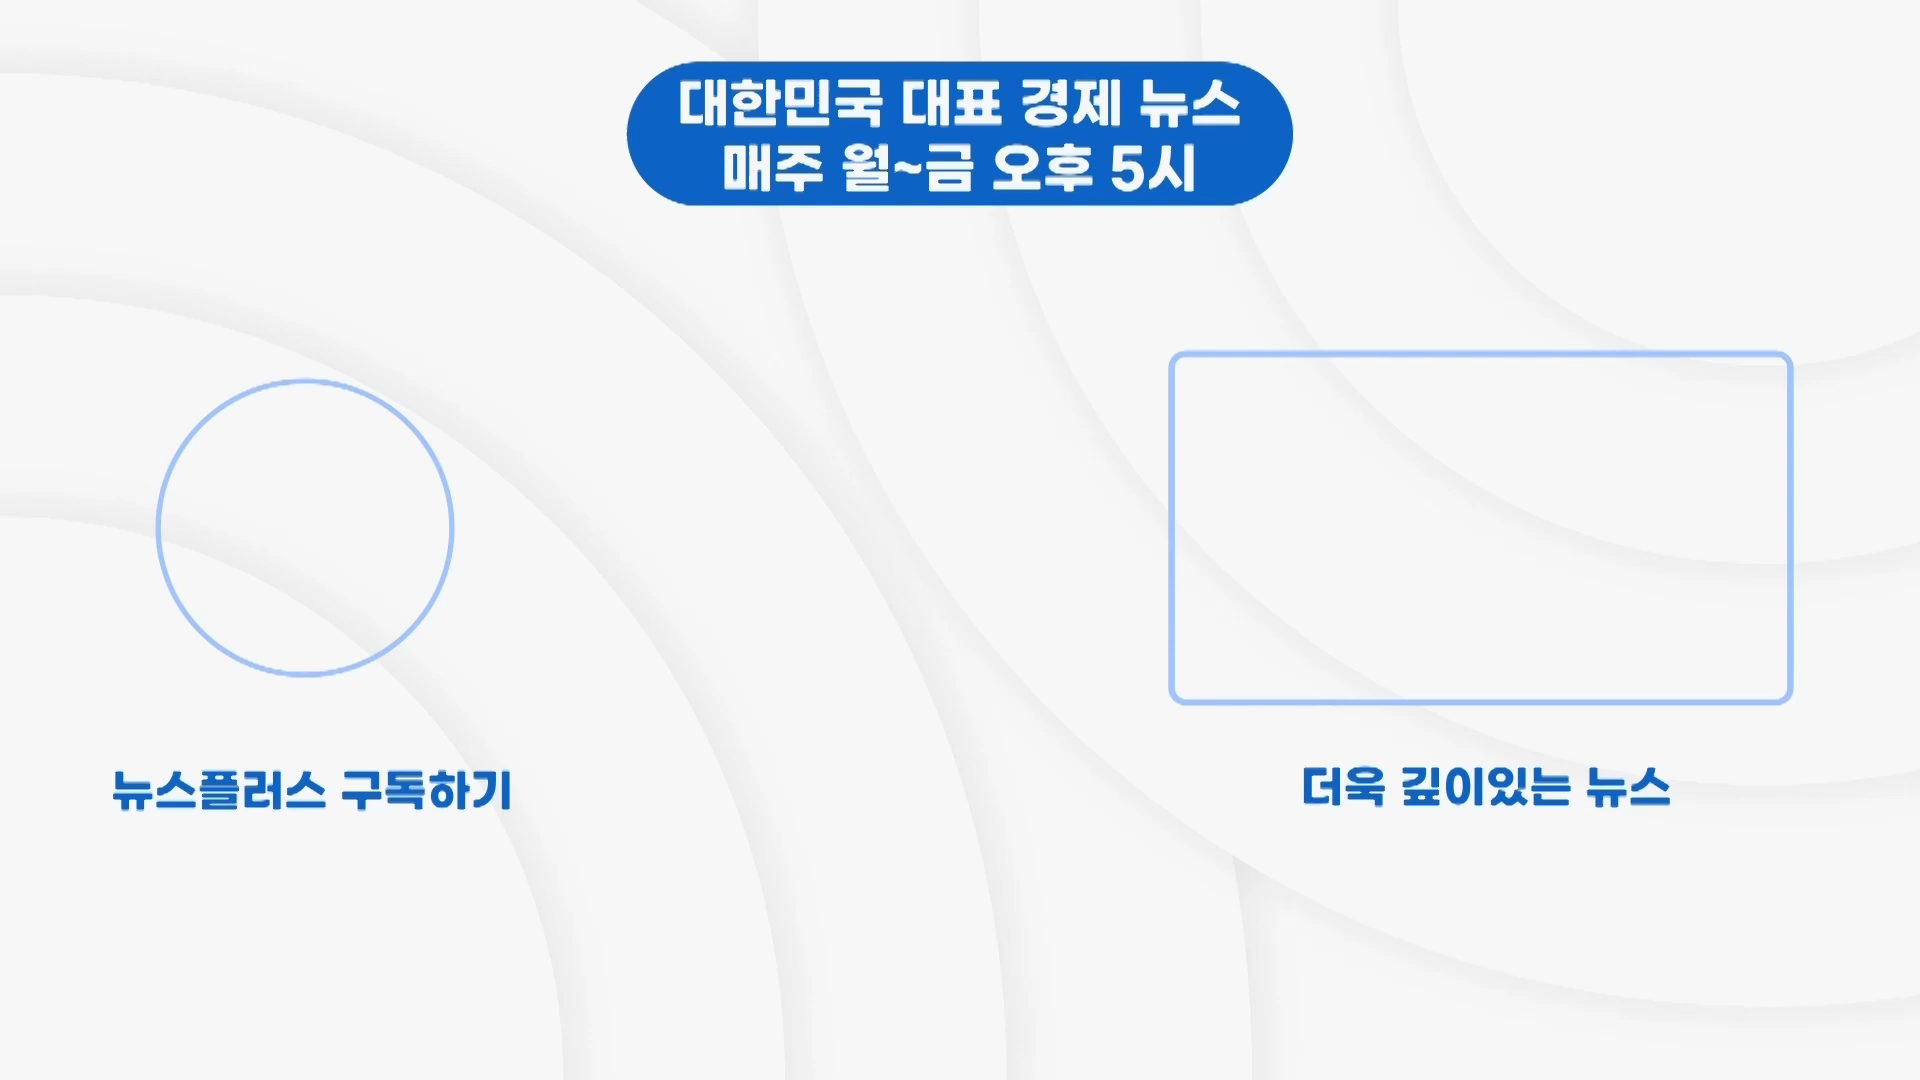 대한민국 대표 경제 뉴스
매주 월~금 오후 5시
뉴스플러스 구독하기
더욱 깊이있는 뉴스